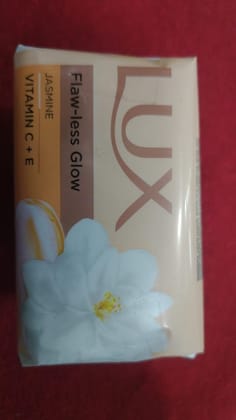 LUX
Flaw-less Glow
JASMINE
VITAMIN C + E